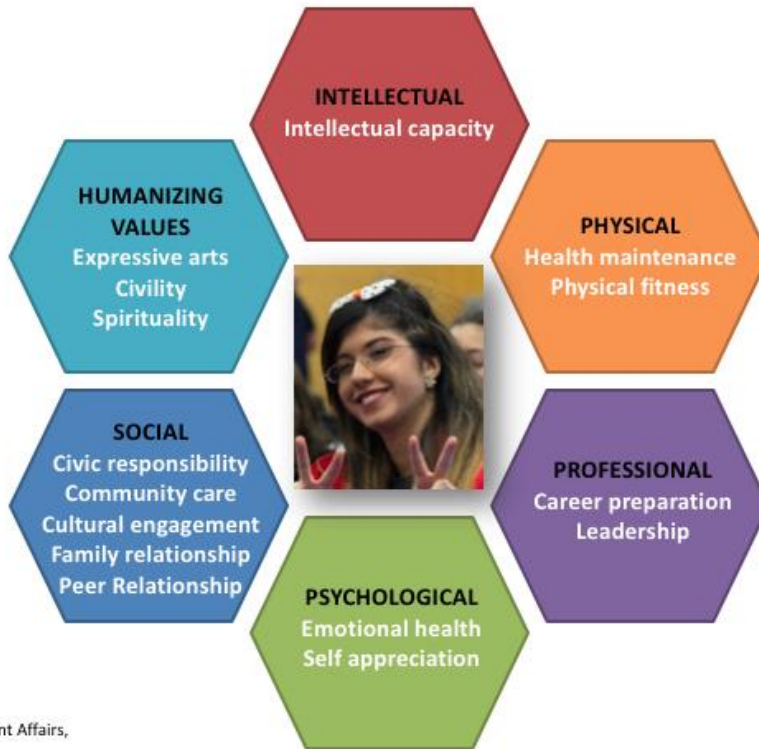 INTELLECTUAL
Intellectual capacity
HUMANIZING
VALUES
Expressive arts
Civility
Spirituality
PHYSICAL
Health maintenance
Physical fitness
SOCIAL
Civic responsibility
Community care
Cultural engagement
Family relationship
Peer Relationship
PROFESSIONAL
Career preparation
Leadership
PSYCHOLOGICAL
Emotional health
Self appreciation
Affairs,